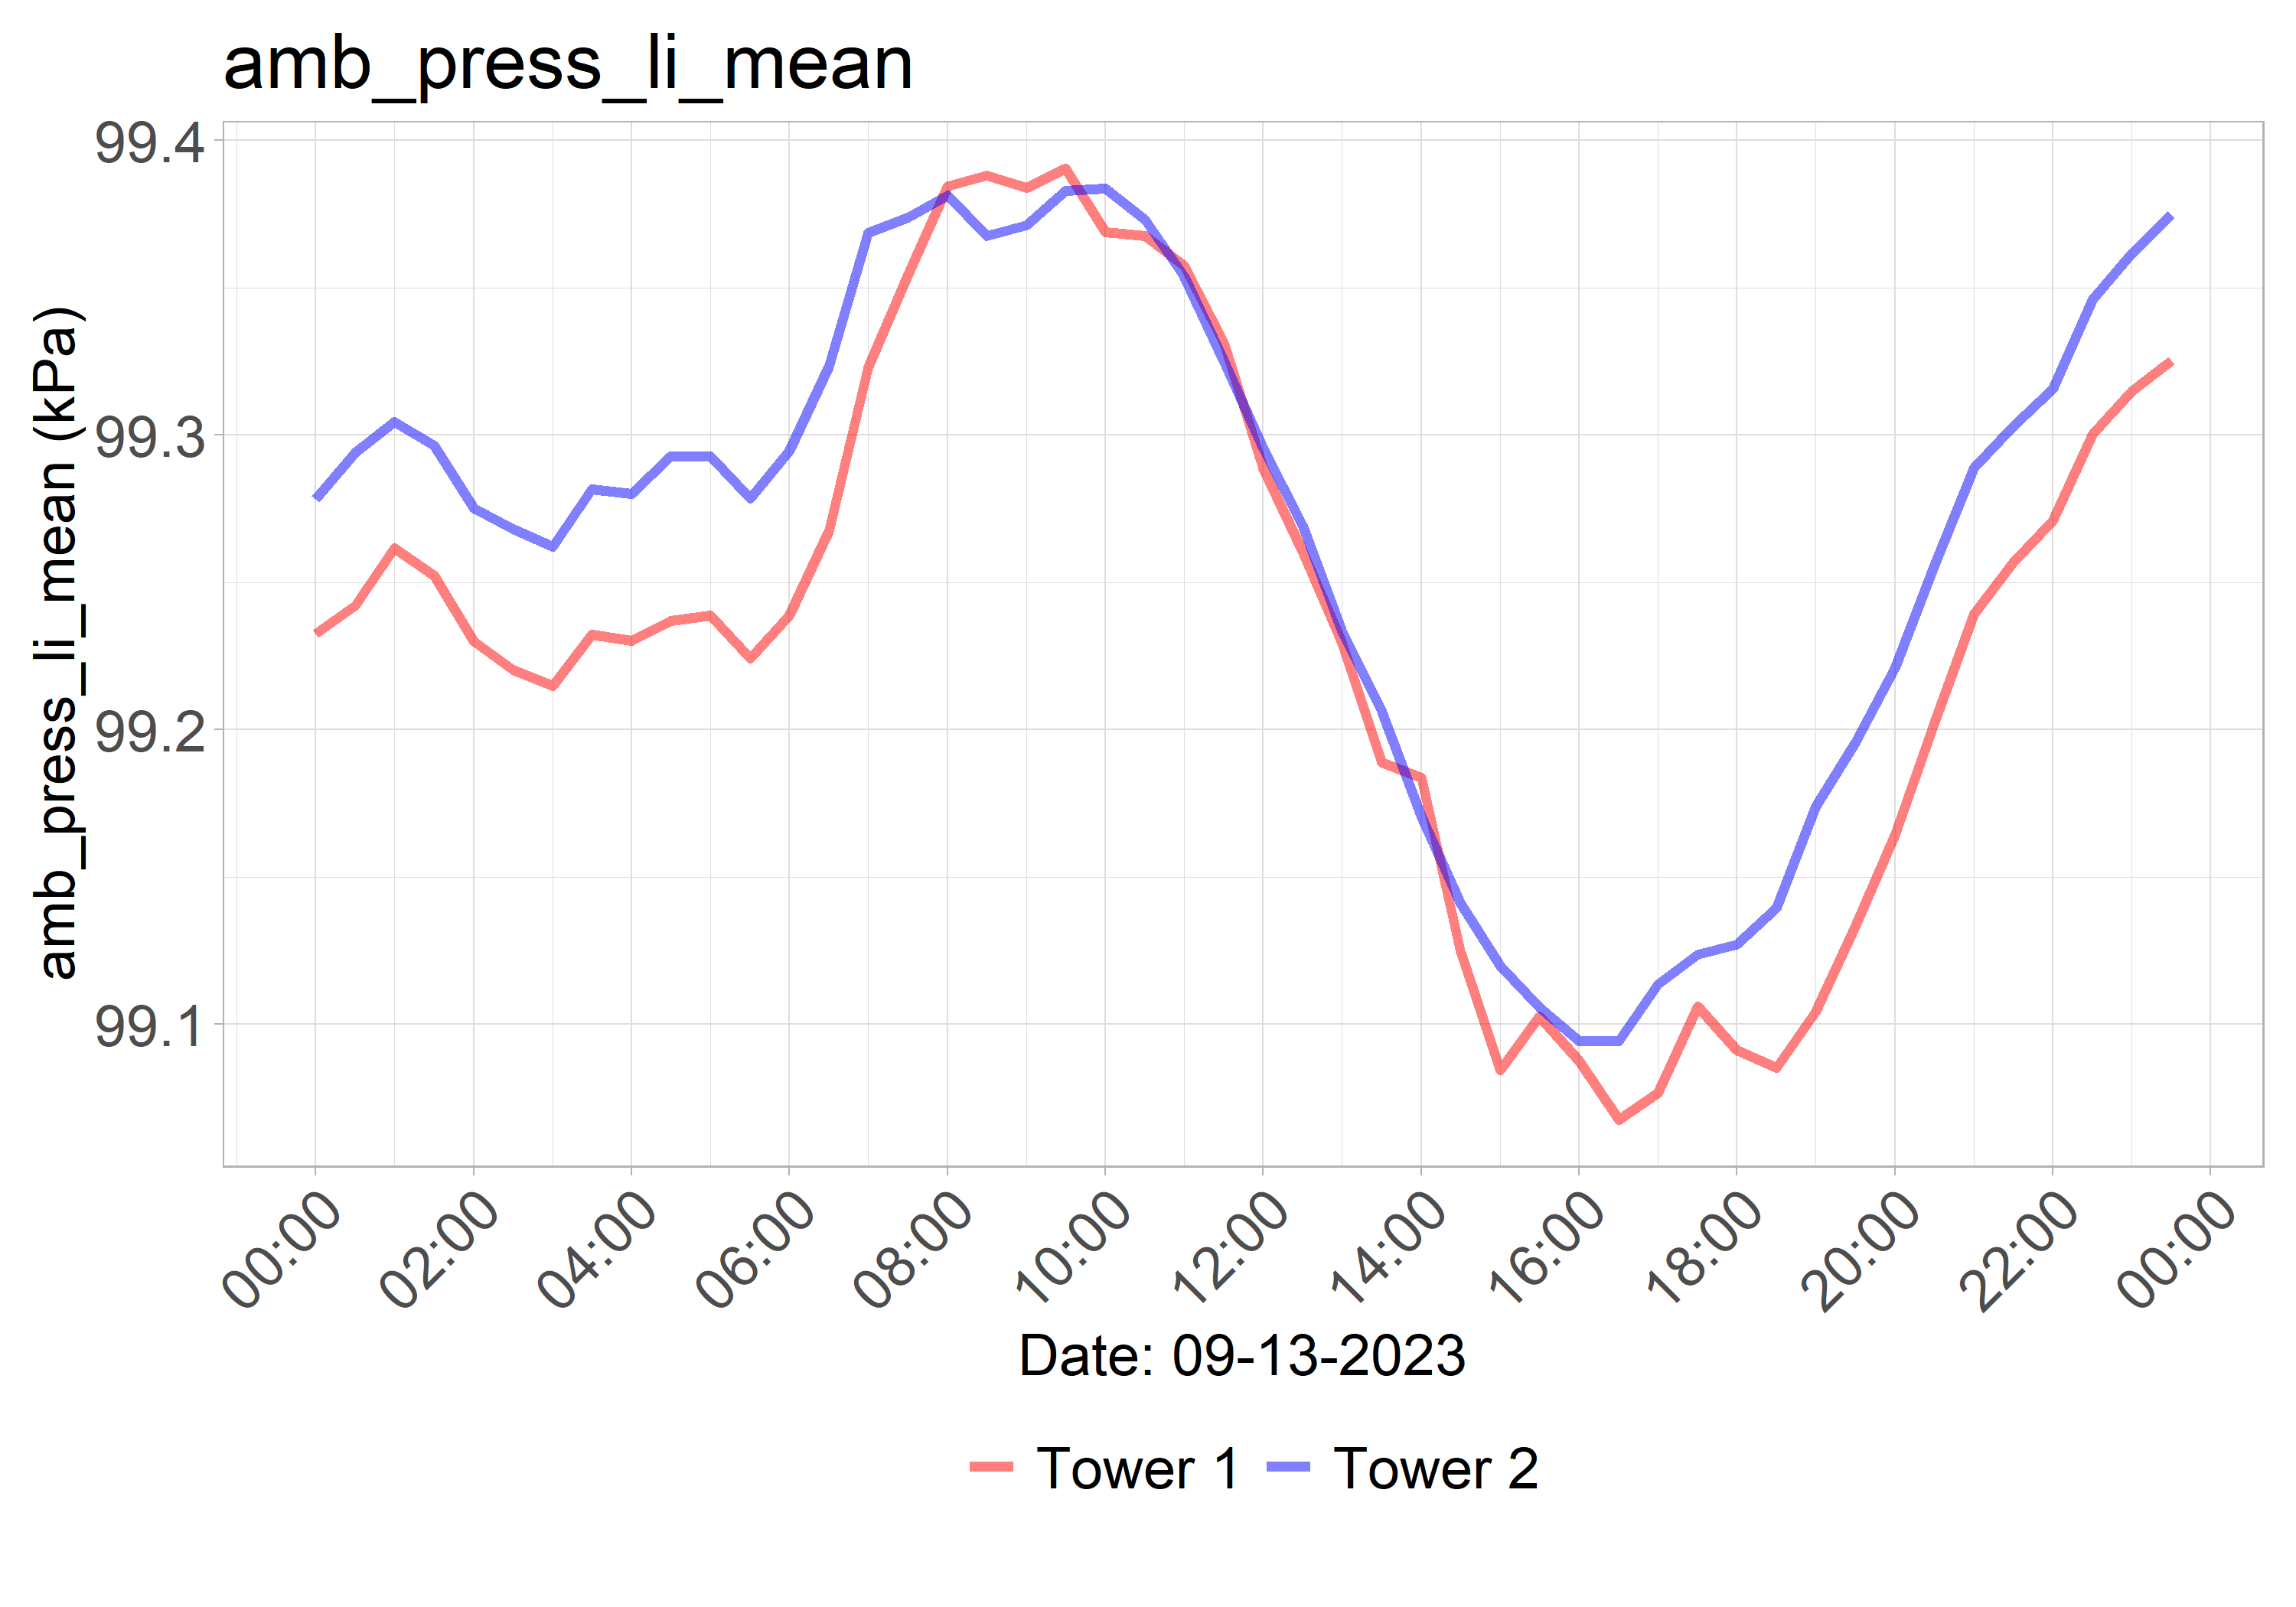 amb_press_li_mean
amb_press_li_mean (kPa)
99.4
99.3
99.2
99.1
00:00 02:00 04:00 06:00 08:00 10:00 12:00 14:00 16:00 18:00 20:00 22:00 00:00
Date: 09-13-2023
Tower 1 Tower 2